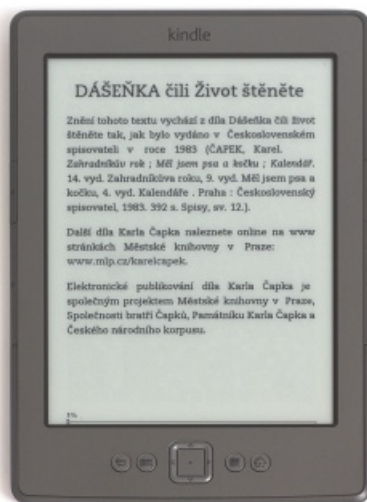 kindle
DÁŠEŇKA čili Život štěněte
Znění tohoto textu vychází z díla Dášeňka čili život
štěněte tak, jak bylo vydáno v Československém
spisovateli v roce 1983 (ČAPEK, Karel.
Zahradníkův rok ; Měl jsem psa a kočku ; Kalendář.
14. vyd. Zahradníkova roku, 9. vyd. Měl jsem psa a
kočku, 4. vyd. Kalendáře . Praha : Československý
spisovatel, 1983. 392 s. Spisy, sv. 12.).
Další díla Karla Čapka naleznete online na www
stránkách Městské knihovny v Praze:
www.mlp.cz/karelcapek.
Elektronické publikování díla Karla Čapka je
společným projektem Městské knihovny v Praze,
Společnosti bratří Čapků, Památníku Karla Čapka a
Českého národního korpusu.
1%